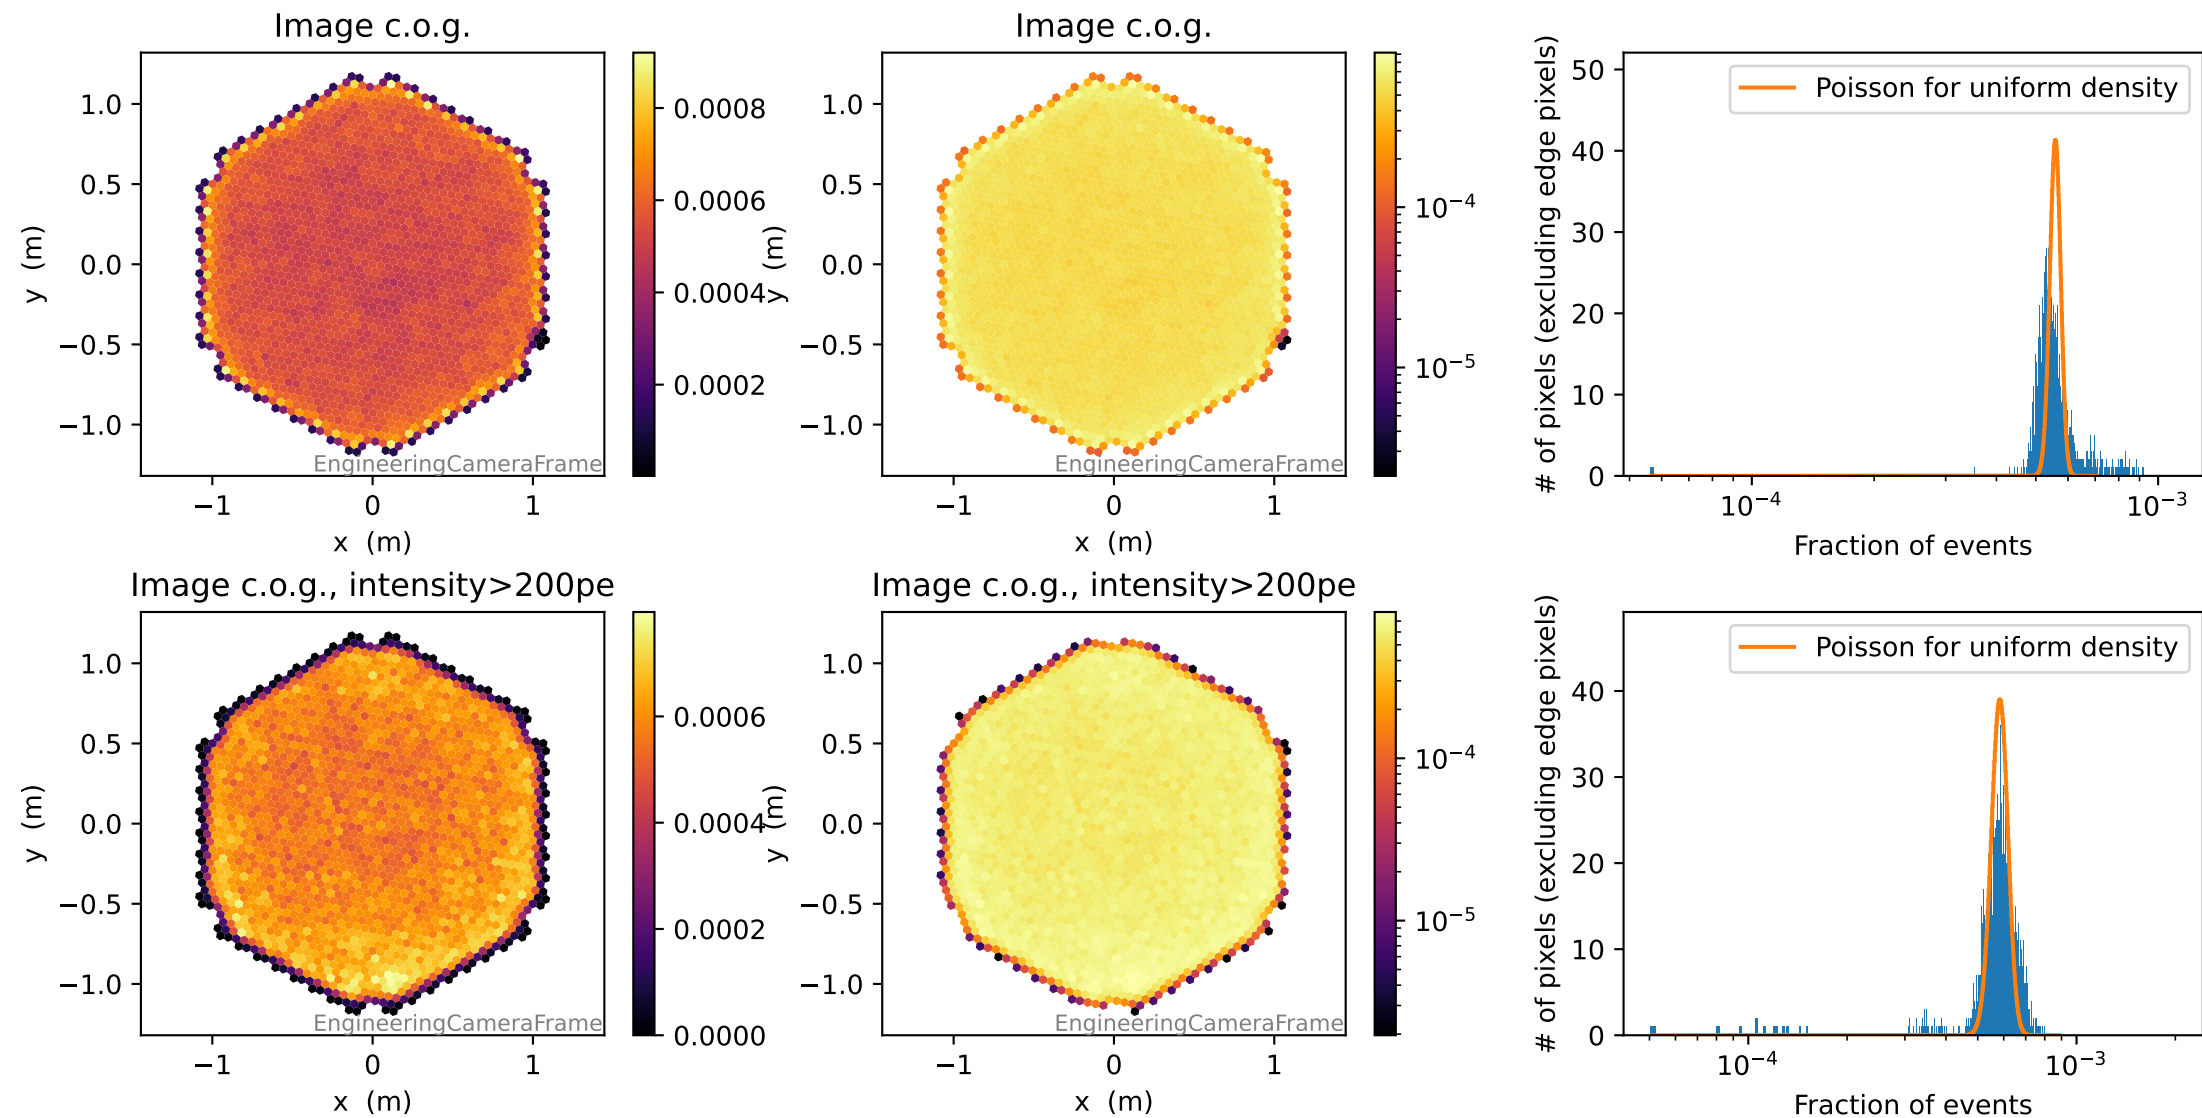 Image c.o.g.
y (m)
1.0
0.5
0.0
−0.5
−1.0
−1
0
1
x (m)
EngineeringCameraFrame
0.0008
0.0006
0.0004
0.0002
Image c.o.g.
y (m)
1.0
0.5
0.0
−0.5
−1.0
−1
0
1
x (m)
EngineeringCameraFrame
10⁻⁴
10⁻⁵
# of pixels (excluding edge pixels)
50
40
30
20
10
0
Poisson for uniform density
10⁻⁴
10⁻³
Fraction of events
Image c.o.g., intensity>200pe
y (m)
1.0
0.5
0.0
−0.5
−1.0
−1
0
1
x (m)
EngineeringCameraFrame
0.0006
0.0004
0.0002
0.0000
Image c.o.g., intensity>200pe
y (m)
1.0
0.5
0.0
−0.5
−1.0
−1
0
1
x (m)
EngineeringCameraFrame
10⁻⁴
10⁻⁵
# of pixels (excluding edge pixels)
40
30
20
10
0
Poisson for uniform density
10⁻⁴
10⁻³
Fraction of events